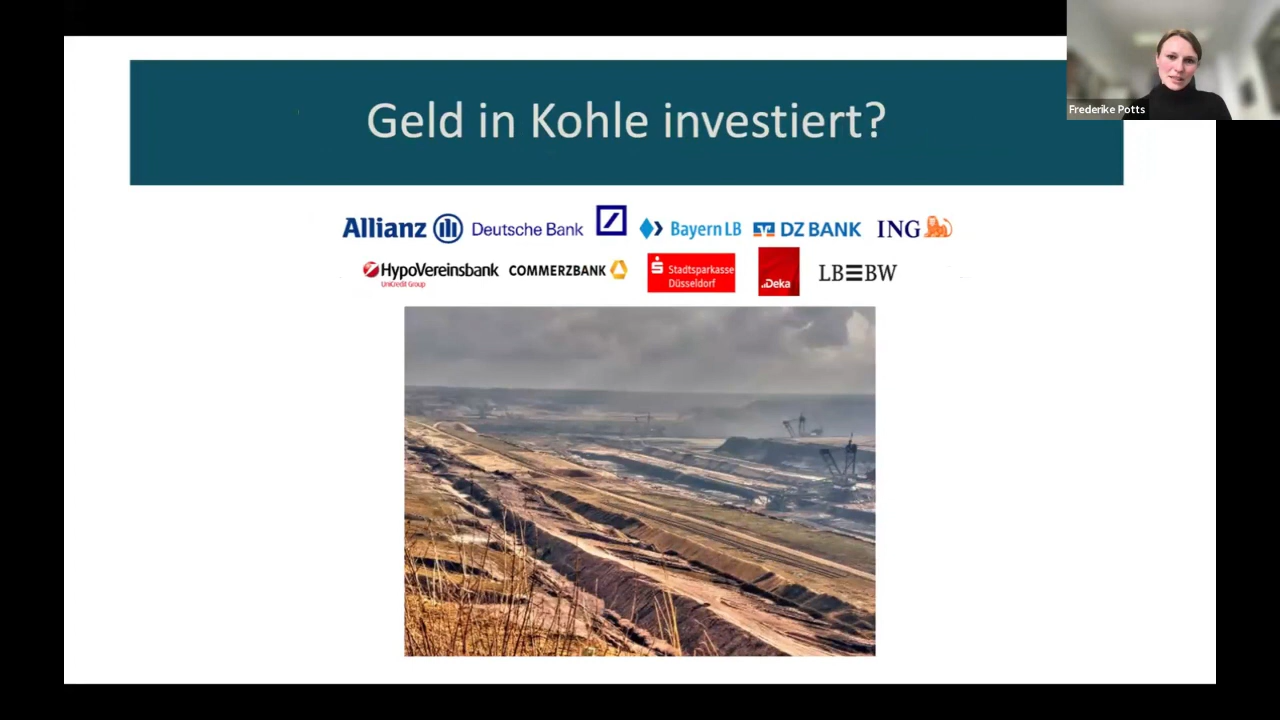 Geld in Kohle investiert?
Frederike Potts
Allianz Deutsche Bank BayernLB DZ BANK ING
HypoVereinsbank COMMERZBANK Stadtsparkasse Düsseldorf Deka LBBW
UniCredit Group